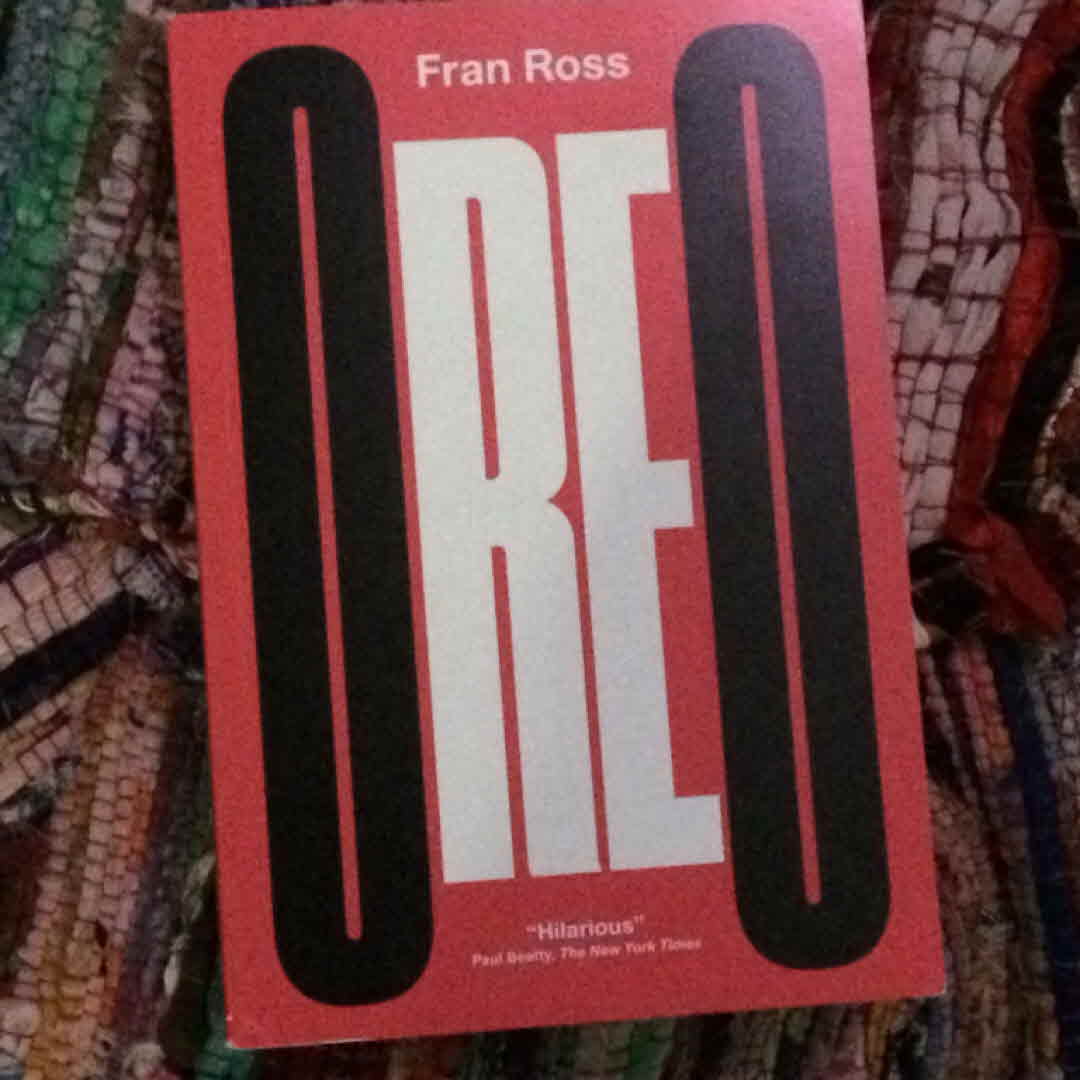 Fran Ross
OREO
“Hilarious”
Paul Beatty, The New York Times